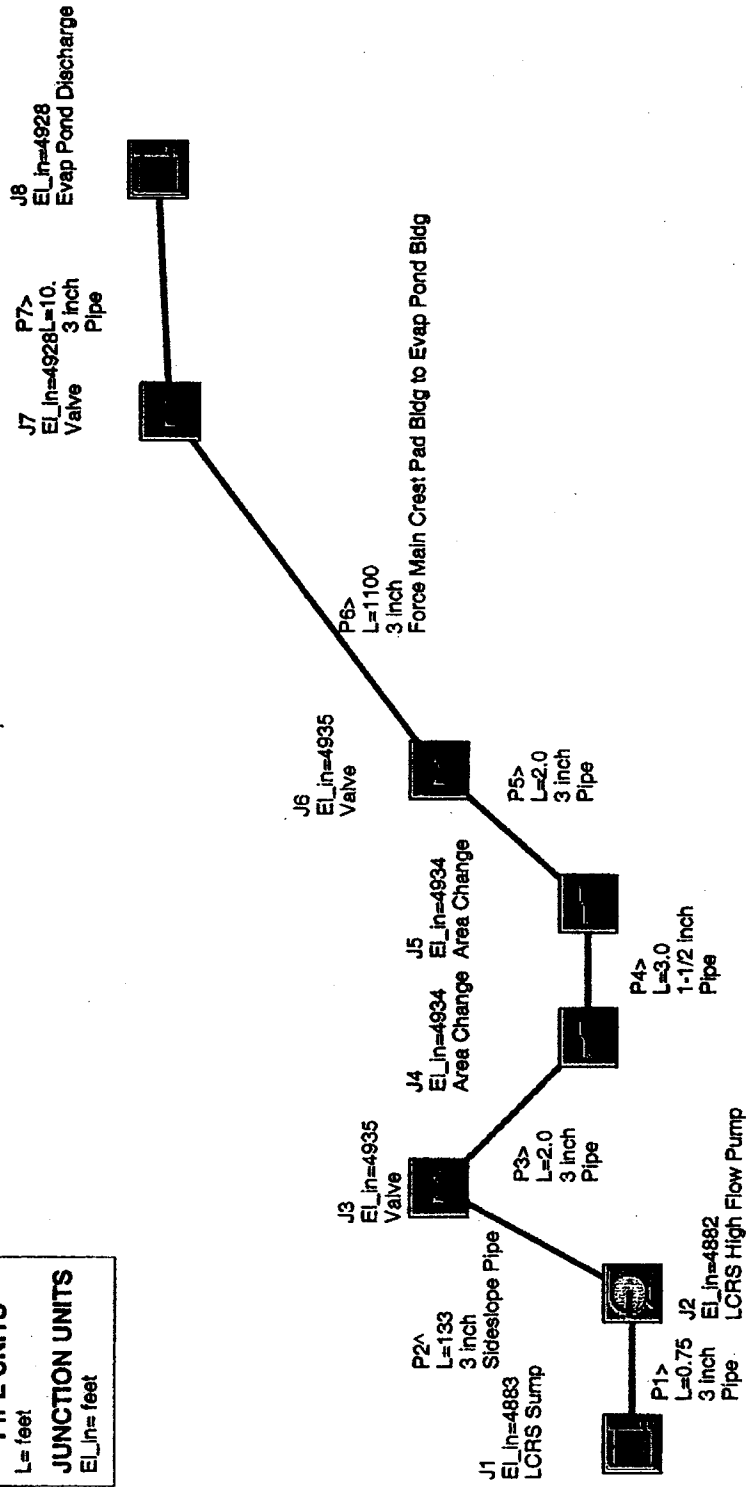 L= feet
JUNCTION UNITS
El_in= feet
J1
El_in=4883
LCRS Sump
P1>
L=0.75
3 inch
Pipe
J2
El_in=4882
LCRS High Flow Pump
P2^
L=133
3 inch
Sideslope Pipe
J3
El_in=4935
Valve
P3>
L=2.0
3 inch
Pipe
J4
El_in=4934
Area Change
P4>
L=3.0
1-1/2 inch
Pipe
J5
El_in=4934
Area Change
P5>
L=2.0
3 inch
Pipe
J6
El_in=4935
Valve
P6>
L=1100
3 inch
Force Main Crest Pad Bldg to Evap Pond Bldg
J7
El_in=4928
Valve
P7>
L=10.
3 inch
Pipe
J8
El_in=4928
Evap Pond Discharge